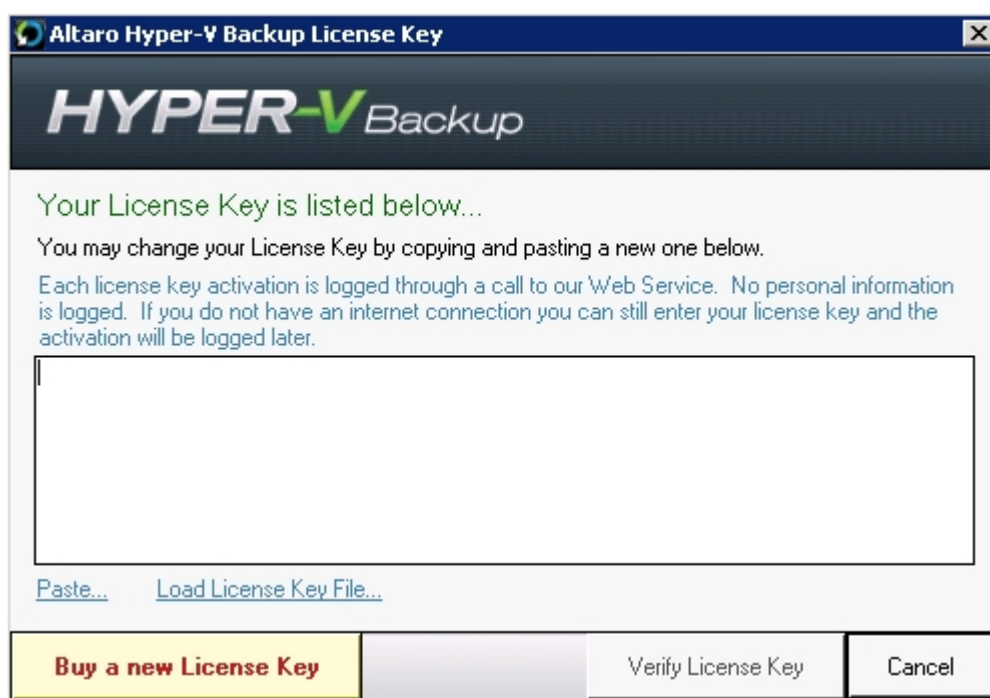 Altaro Hyper-V Backup License Key
HYPER-V Backup
Your License Key is listed below...
You may change your License Key by copying and pasting a new one below.
Each license key activation is logged through a call to our Web Service.  No personal information
is logged.  If you do not have an internet connection you can still enter your license key and the
activation will be logged later.
Paste... Load License Key File...
Buy a new License Key Verify License Key Cancel